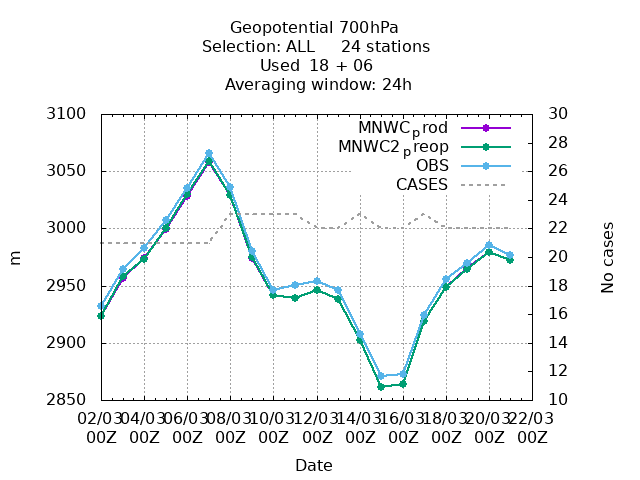 Geopotential 700hPa
Selection: ALL 24 stations
Used 18 + 06
Averaging window: 24h
3100
3050
3000
2950
2900
2850
m
30
28
26
24
22
20
18
16
14
12
10
No cases
MNWC_prod
MNWC2_preop
OBS
CASES
02/03 04/03 06/03 08/03 10/03 12/03 14/03 16/03 18/03 20/03 22/03
00Z 00Z 00Z 00Z 00Z 00Z 00Z 00Z 00Z 00Z 00Z
Date